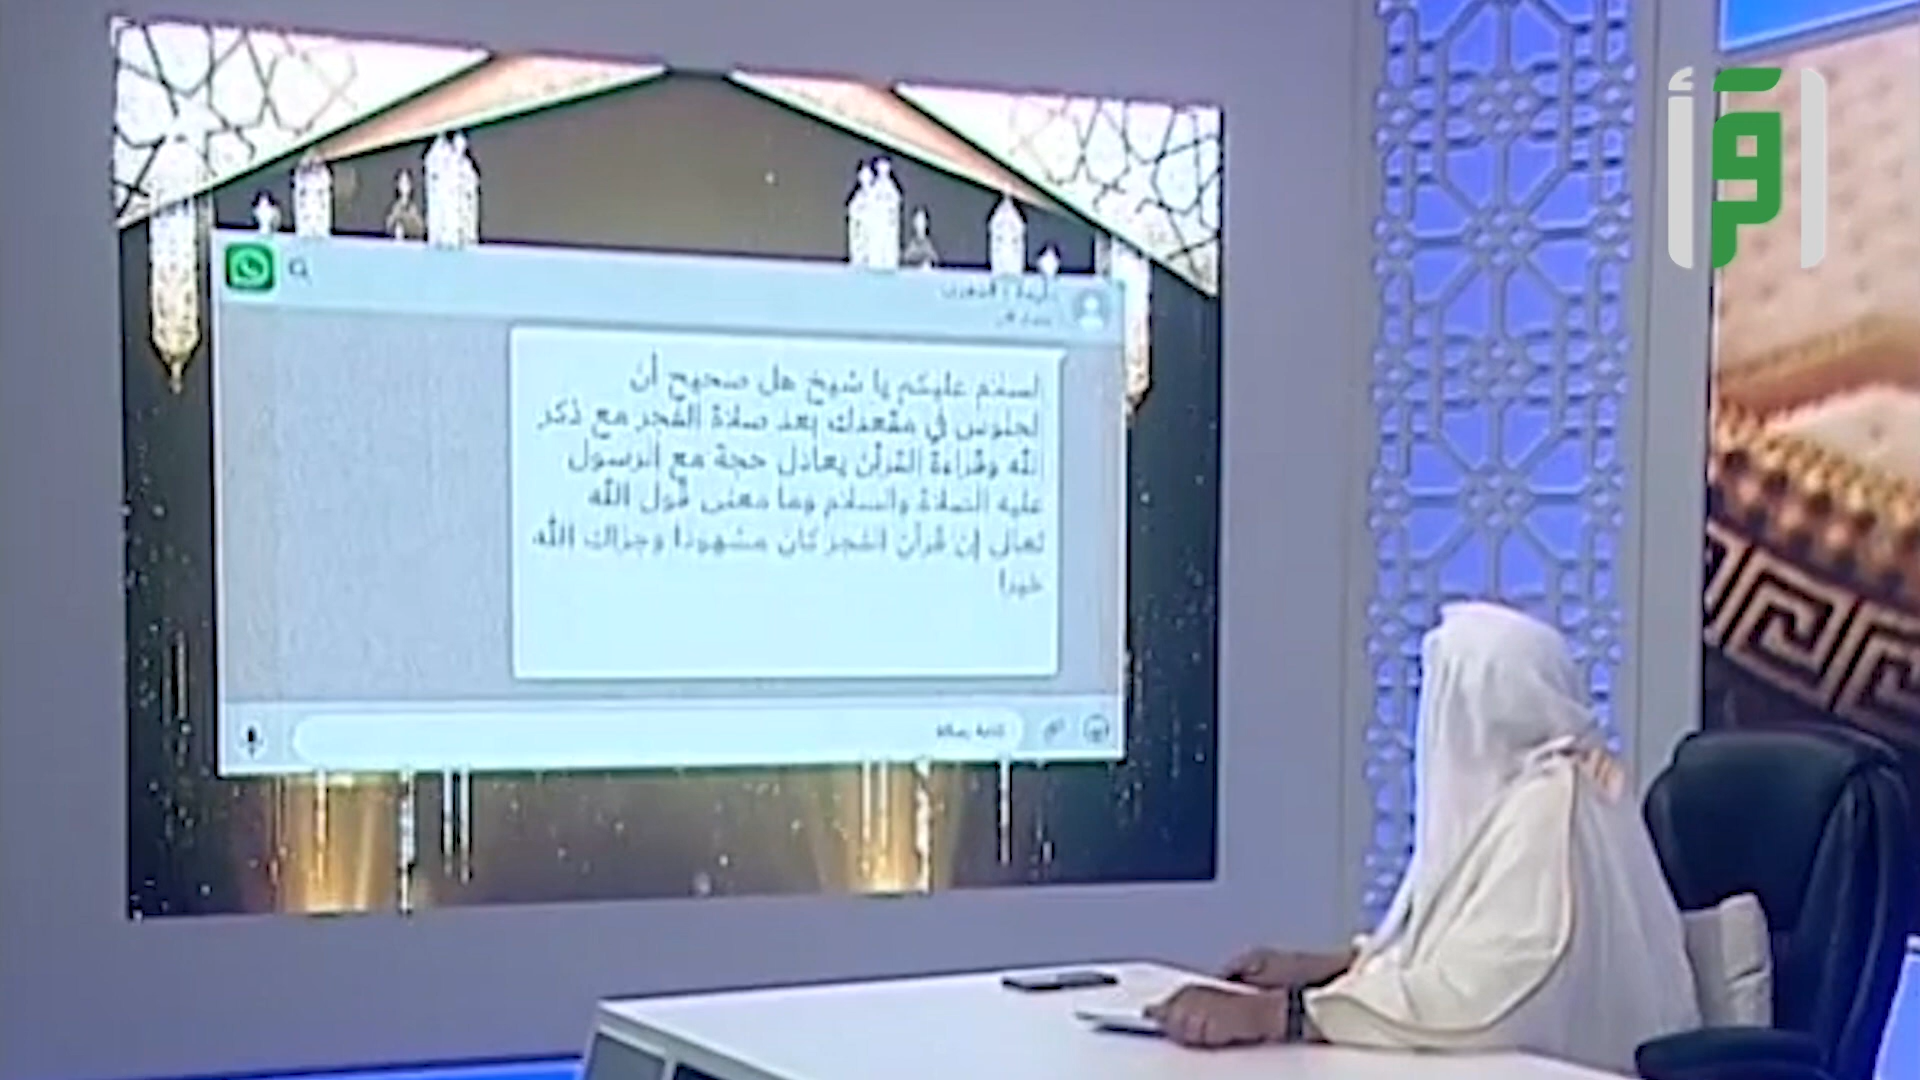 اقرأ
السلام عليكم يا شيخ هل صحيح أن
الجلوس في مقعدك بعد صلاة الفجر مع ذكر
الله وقراءة القرآن يعادل حجة مع الرسول
عليه الصلاة والسلام وما معنى قول الله
تعالى إن قرآن الفجر كان مشهودا وجزاك الله
خيرا
كتابة رسالة